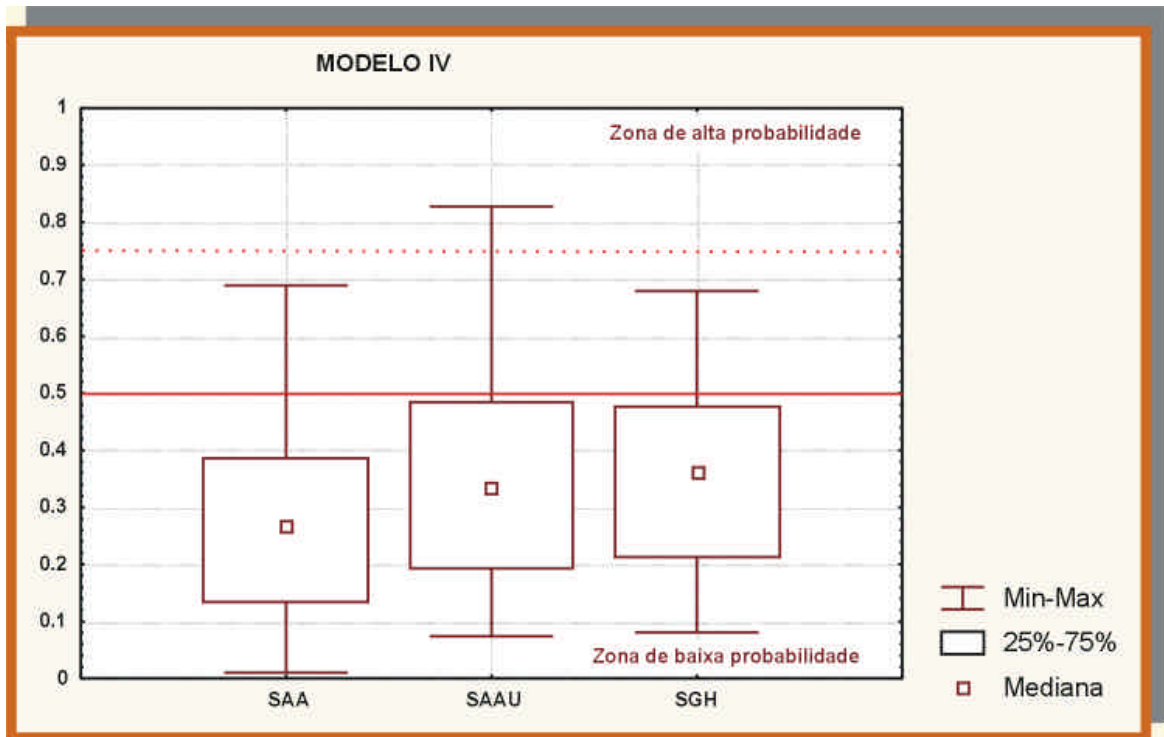 MODELO IV
1
Zona de alta probabilidade
0.9
0.8
0.7
0.6
0.5
0.4
0.3
0.2
0.1
Zona de baixa probabilidade
0
SAA SAAU SGH
Min-Max
25%-75%
Mediana